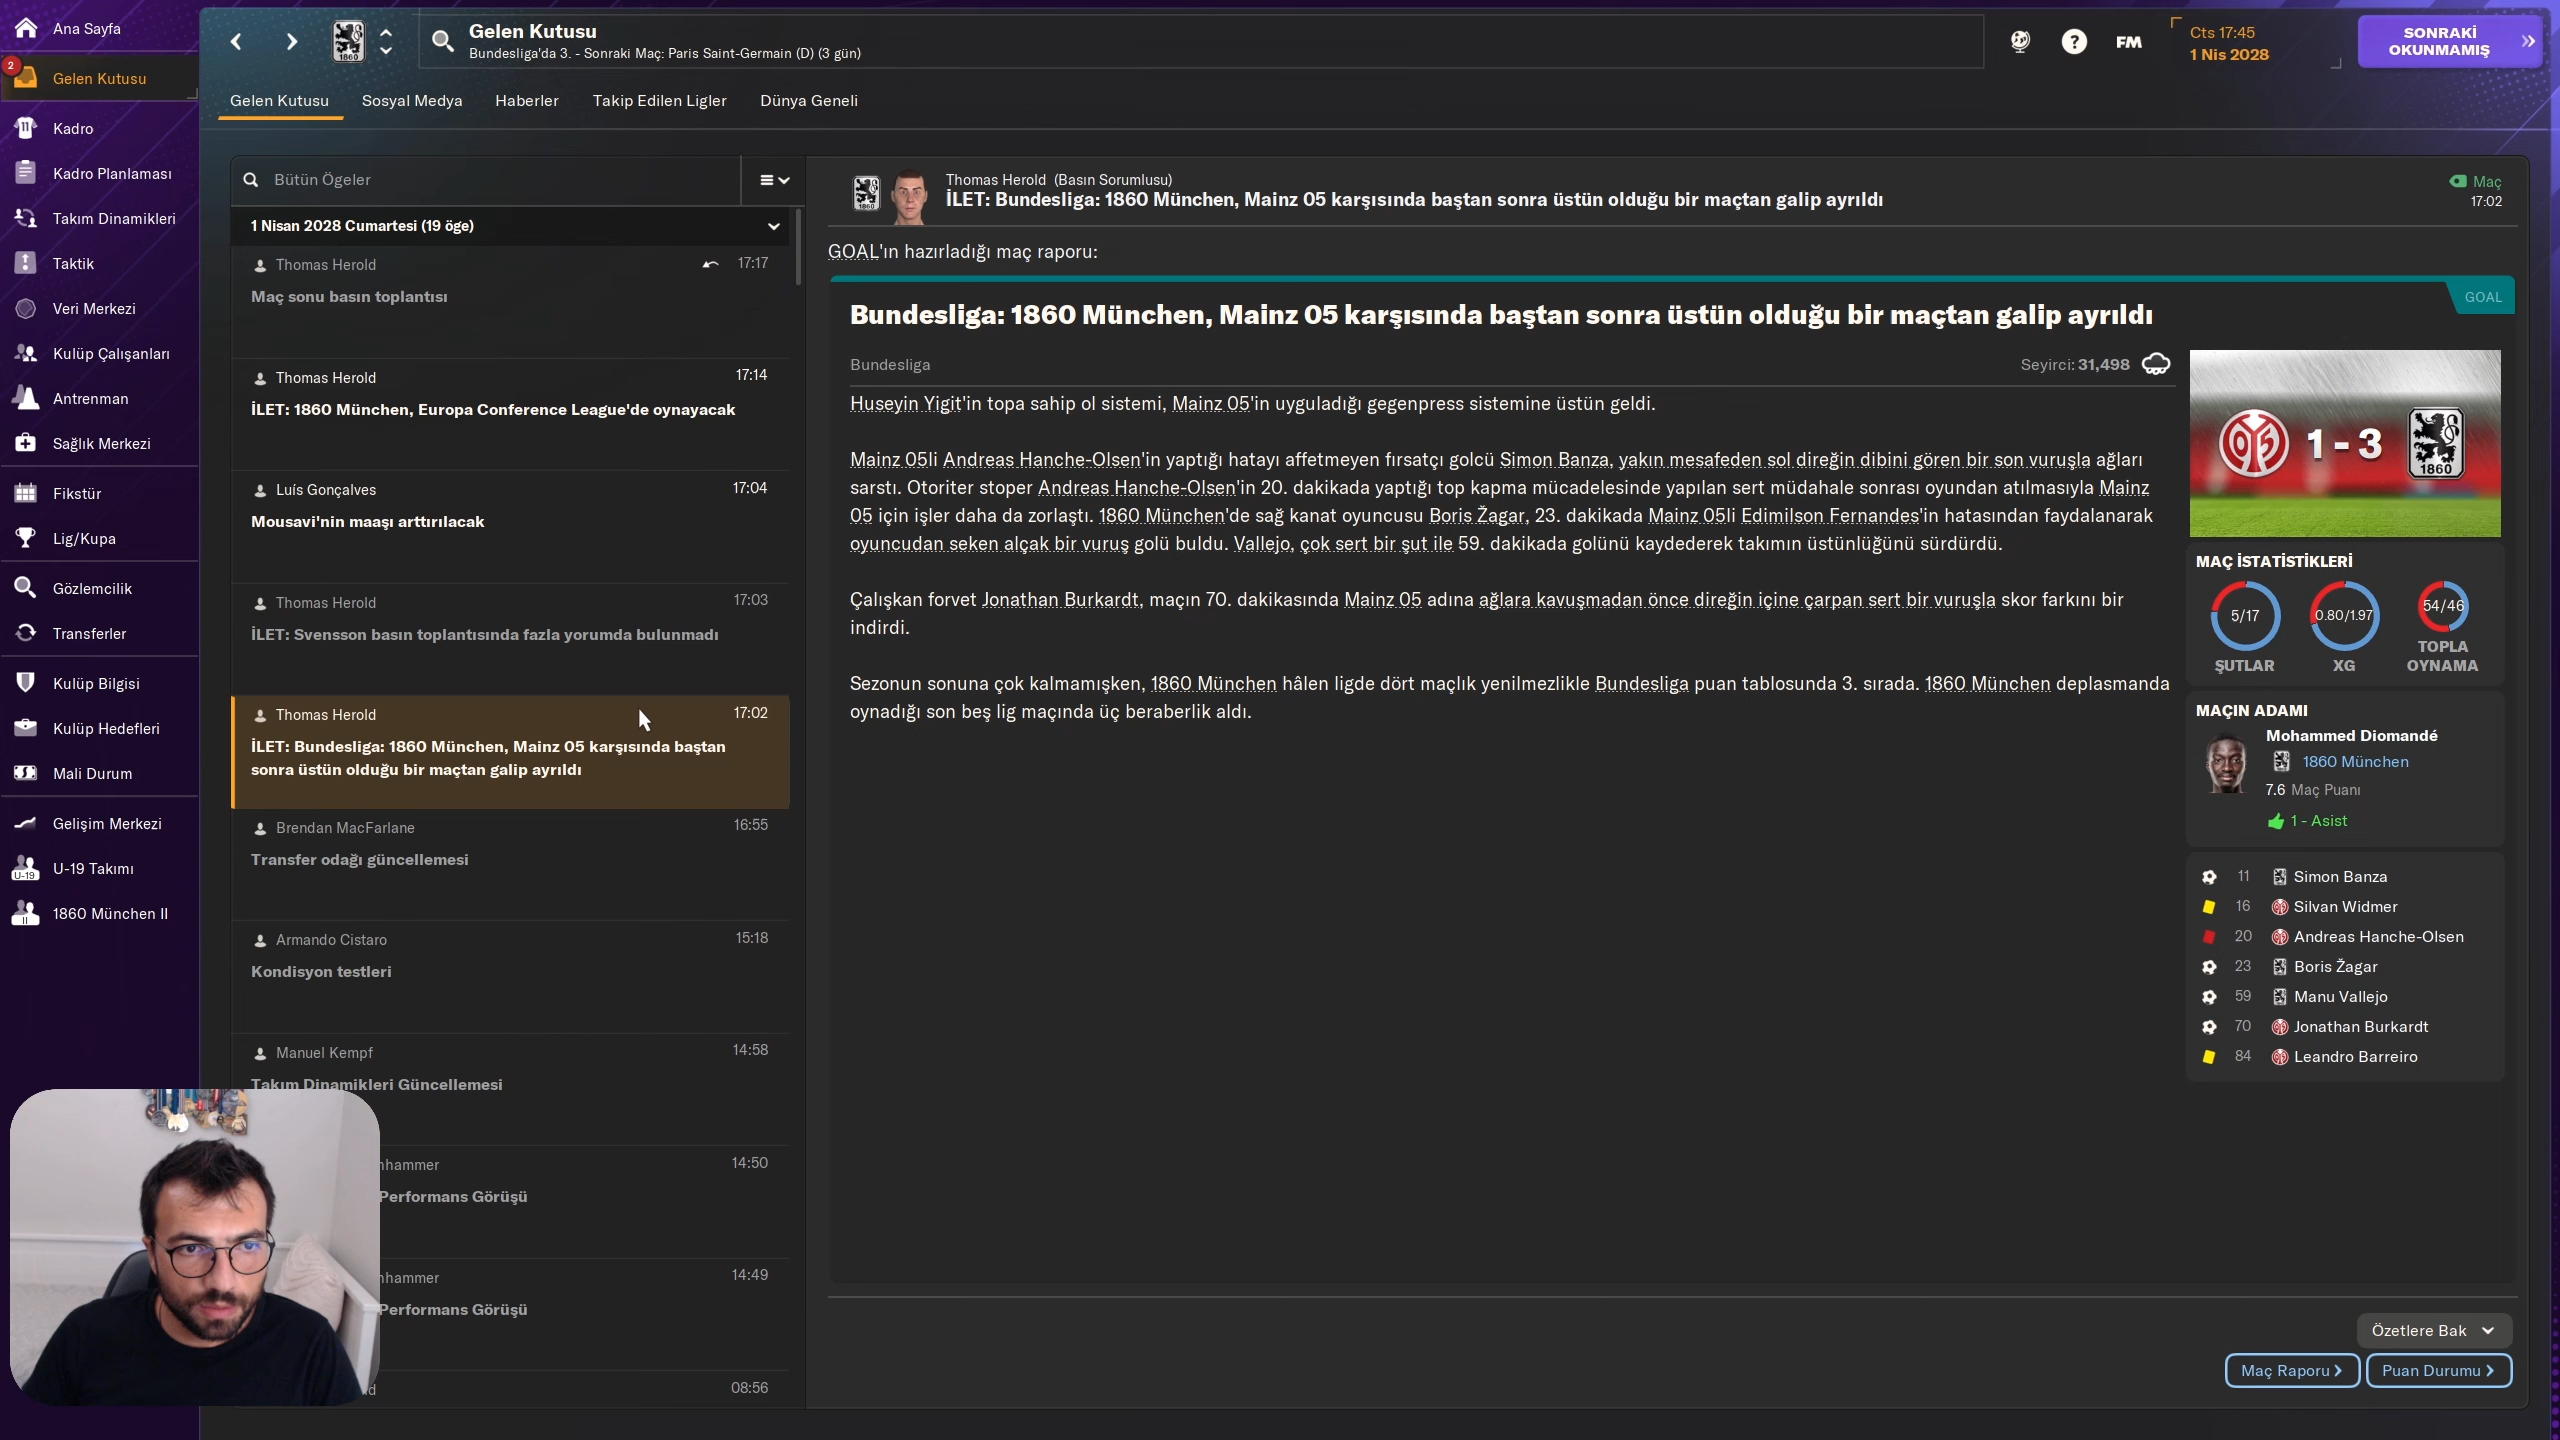 Ana Sayfa
2
Gelen Kutusu
Kadro
Kadro Planlaması
Takım Dinamikleri
Taktik
Veri Merkezi
Kulüp Çalışanları
Antrenman
Sağlık Merkezi
Fikstür
Lig/Kupa
Gözlemcilik
Transferler
Kulüp Bilgisi
Kulüp Hedefleri
Mali Durum
Gelişim Merkezi
U-19 Takımı
1860 München II
Gelen Kutusu
Bundesliga'da 3. - Sonraki Maç: Paris Saint-Germain (D) (3 gün)
FM
Cts 17:45
1 Nis 2028
SONRAKİ
OKUNMAMIŞ
Gelen Kutusu Sosyal Medya Haberler Takip Edilen Ligler Dünya Geneli
Bütün Ögeler
1 Nisan 2028 Cumartesi (19 öge)
Thomas Herold 17:17
Maç sonu basın toplantısı
Thomas Herold 17:14
İLET: 1860 München, Europa Conference League'de oynayacak
Luís Gonçalves 17:04
Mousavi'nin maaşı arttırılacak
Thomas Herold 17:03
İLET: Svensson basın toplantısında fazla yorumda bulunmadı
Thomas Herold 17:02
İLET: Bundesliga: 1860 München, Mainz 05 karşısında baştan
sonra üstün olduğu bir maçtan galip ayrıldı
Brendan MacFarlane 16:55
Transfer odağı güncellemesi
Armando Cistaro 15:18
Kondisyon testleri
Manuel Kempf 14:58
Takım Dinamikleri Güncellemesi
hammer 14:50
Performans Görüşü
hammer 14:49
Performans Görüşü
d 08:56
Thomas Herold (Basın Sorumlusu)
İLET: Bundesliga: 1860 München, Mainz 05 karşısında baştan sonra üstün olduğu bir maçtan galip ayrıldı
Maç
17:02
GOAL'ın hazırladığı maç raporu:
GOAL
Bundesliga: 1860 München, Mainz 05 karşısında baştan sonra üstün olduğu bir maçtan galip ayrıldı
Bundesliga Seyirci: 31,498
Huseyin Yigit'in topa sahip ol sistemi, Mainz 05'in uyguladığı gegenpress sistemine üstün geldi.
Mainz 05li Andreas Hanche-Olsen'in yaptığı hatayı affetmeyen fırsatçı golcü Simon Banza, yakın mesafeden sol direğin dibini gören bir son vuruşla ağları
sarstı. Otoriter stoper Andreas Hanche-Olsen'in 20. dakikada yaptığı top kapma mücadelesinde yapılan sert müdahale sonrası oyundan atılmasıyla Mainz
05 için işler daha da zorlaştı. 1860 München'de sağ kanat oyuncusu Boris Žagar, 23. dakikada Mainz 05li Edimilson Fernandes'in hatasından faydalanarak
oyuncudan seken alçak bir vuruş golü buldu. Vallejo, çok sert bir şut ile 59. dakikada golünü kaydederek takımın üstünlüğünü sürdürdü.
Çalışkan forvet Jonathan Burkardt, maçın 70. dakikasında Mainz 05 adına ağlara kavuşmadan önce direğin içine çarpan sert bir vuruşla skor farkını bir
indirdi.
Sezonun sonuna çok kalmamışken, 1860 München hâlen ligde dört maçlık yenilmezlikle Bundesliga puan tablosunda 3. sırada. 1860 München deplasmanda
oynadığı son beş lig maçında üç beraberlik aldı.
1 - 3
1860
MAÇ İSTATİSTİKLERİ
5/17
ŞUTLAR
0.80/1.97
XG
54/46
TOPLA
OYNAMA
MAÇIN ADAMI
Mohammed Diomandé
1860 München
7.6 Maç Puanı
1 - Asist
11 Simon Banza
16 Silvan Widmer
20 Andreas Hanche-Olsen
23 Boris Žagar
59 Manu Vallejo
70 Jonathan Burkardt
84 Leandro Barreiro
Özetlere Bak
Maç Raporu
Puan Durumu